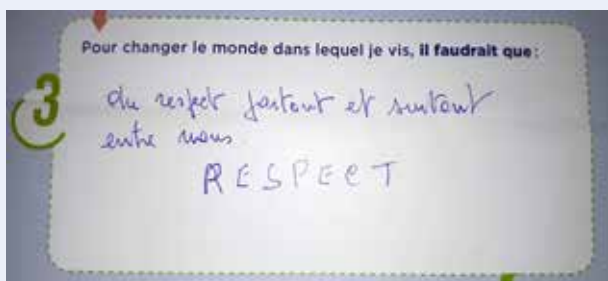 Pour changer le monde dans lequel je vis, il faudrait que :
3
du respect partout et surtout
entre nous
RESPECT